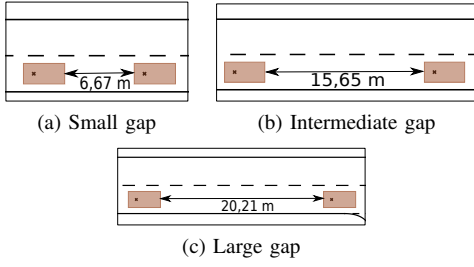 6,67 m
15,65 m
(a) Small gap
(b) Intermediate gap
20,21 m
(c) Large gap